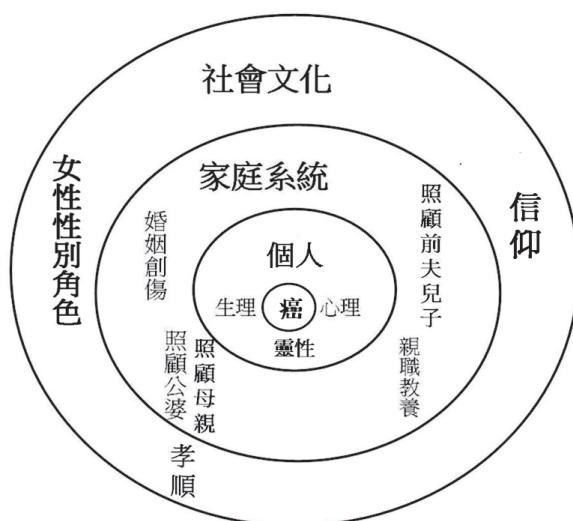 社會文化
女性性別角色
信仰
家庭系統
婚姻創傷
照顧前夫兒子
個人
生理
癌
心理
靈性
照顧公婆
照顧母親
親職教養
孝順